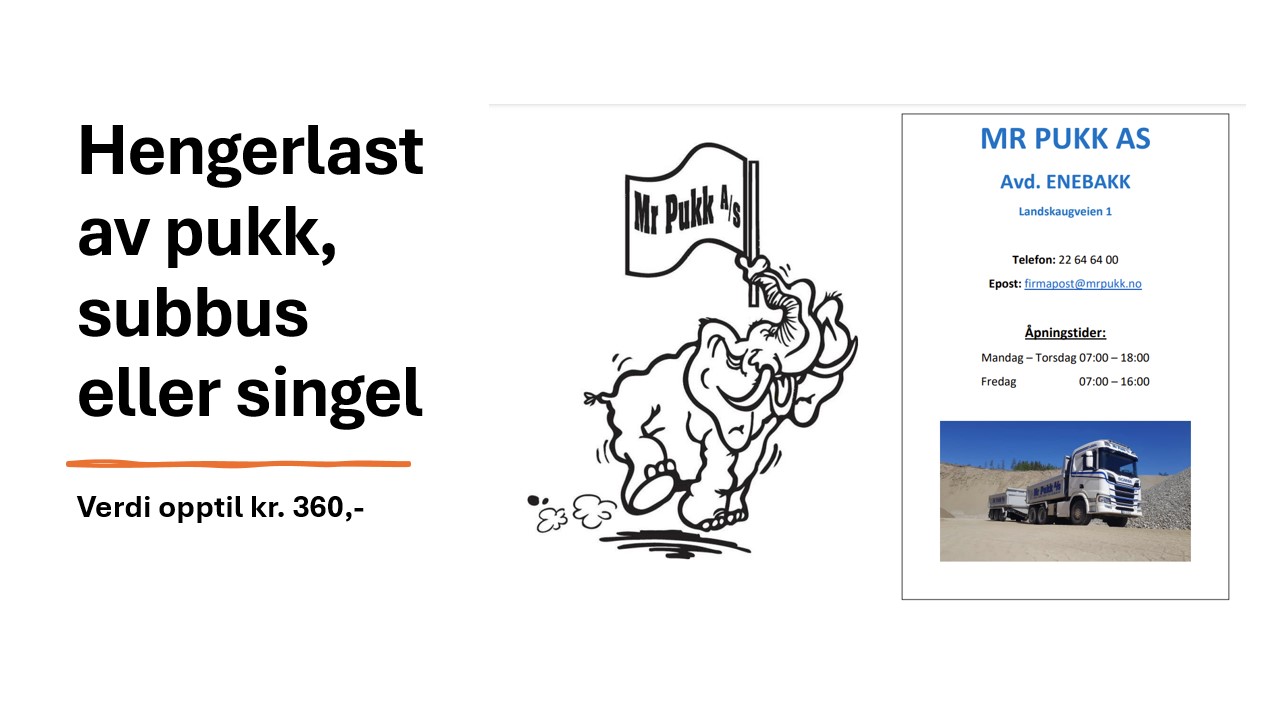 Hengerlast
av pukk,
subbus
eller singel
Verdi opptil kr. 360,-
Mr Pukk A/S
MR PUKK AS
Avd. ENEBAKK
Landskaugveien 1
Telefon: 22 64 64 00
Epost: firmapost@mrpukk.no
Åpningstider:
Mandag – Torsdag 07:00 – 18:00
Fredag 07:00 – 16:00
Mr Pukk A/S